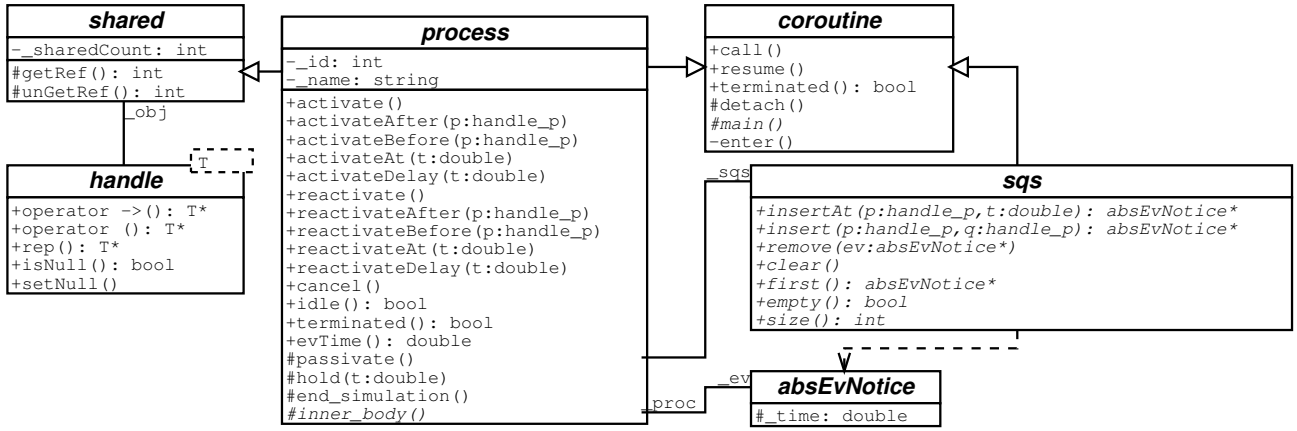 shared
-_sharedCount: int
#getRef(): int
#unGetRef(): int
_obj
T
handle
+operator ->(): T*
+operator (): T*
+rep(): T*
+isNull(): bool
+setNull()
process
-_id: int
-_name: string
+activate()
+activateAfter(p:handle_p)
+activateBefore(p:handle_p)
+activateAt(t:double)
+activateDelay(t:double)
+reactivate()
+reactivateAfter(p:handle_p)
+reactivateBefore(p:handle_p)
+reactivateAt(t:double)
+reactivateDelay(t:double)
+cancel()
+idle(): bool
+terminated(): bool
+evTime(): double
#passivate()
#hold(t:double)
#end_simulation()
#inner_body()
coroutine
+call()
+resume()
+terminated(): bool
#detach()
#main()
-enter()
_sqs
sqs
+insertAt(p:handle_p,t:double): absEvNotice*
+insert(p:handle_p,q:handle_p): absEvNotice*
+remove(ev:absEvNotice*)
+clear()
+first(): absEvNotice*
+empty(): bool
+size(): int
_ev
_proc
absEvNotice
#_time: double